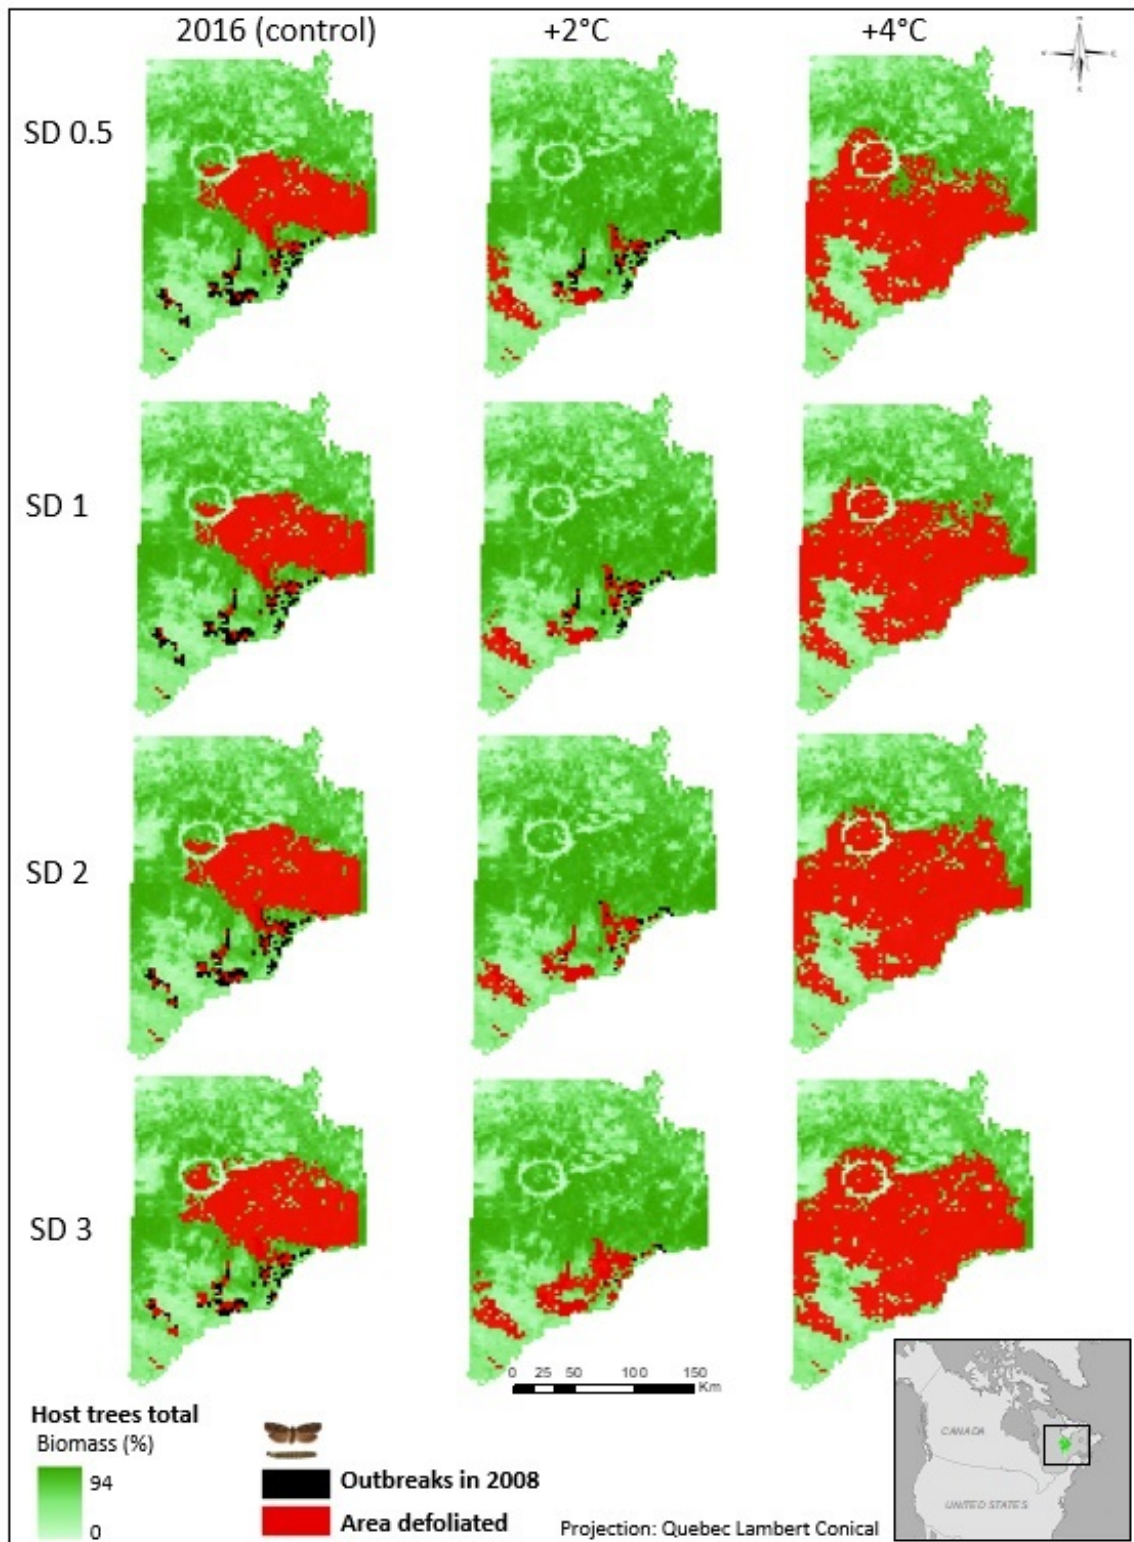 2016 (control) +2°C +4°C
SD 0.5
SD 1
SD 2
SD 3
0 25 50 100 150
Km
Host trees total
Biomass (%)
94
0
Outbreaks in 2008
Area defoliated
Projection: Quebec Lambert Conical
CANADA
UNITED STATES